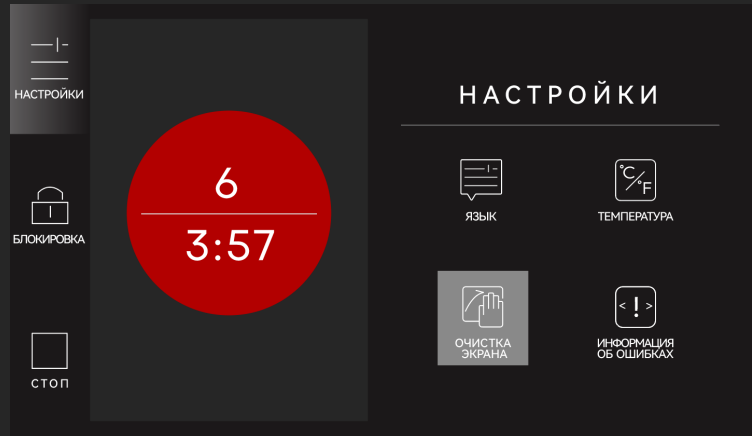 НАСТРОЙКИ
БЛОКИРОВКА
СТОП
6
3:57
НАСТРОЙКИ
ЯЗЫК
°C/°F
ТЕМПЕРАТУРА
ОЧИСТКА
ЭКРАНА
<!>
ИНФОРМАЦИЯ
ОБ ОШИБКАХ